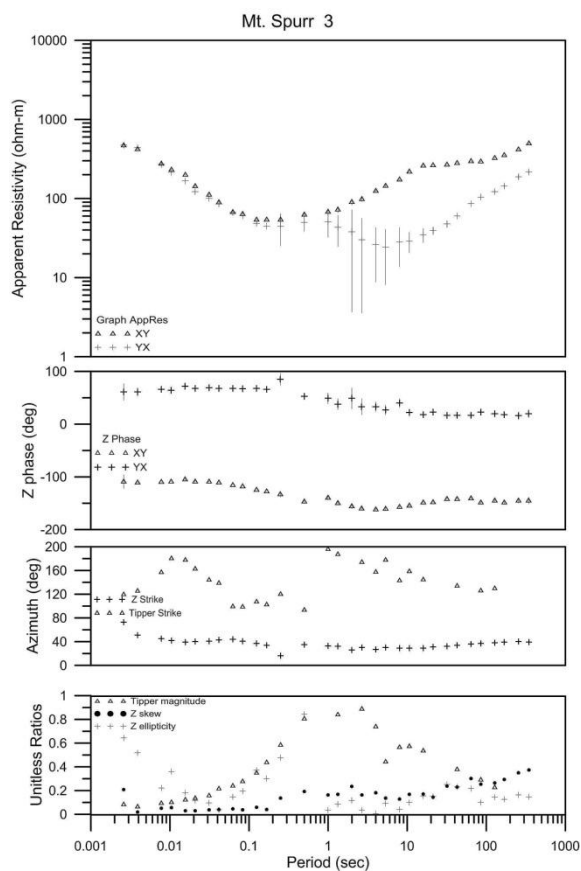 Mt. Spurr 3
10000
1000
100
10
1
Apparent Resistivity (ohm-m)
Graph AppRes
XY
YX
100
0
-100
-200
Z phase (deg)
Z Phase
XY
YX
200
160
120
80
40
0
Azimuth (deg)
Z Strike
Tipper Strike
1
0.8
0.6
0.4
0.2
0
Unitless Ratios
Tipper magnitude
Z skew
Z ellipticity
0.001 0.01 0.1 1 10 100 1000
Period (sec)